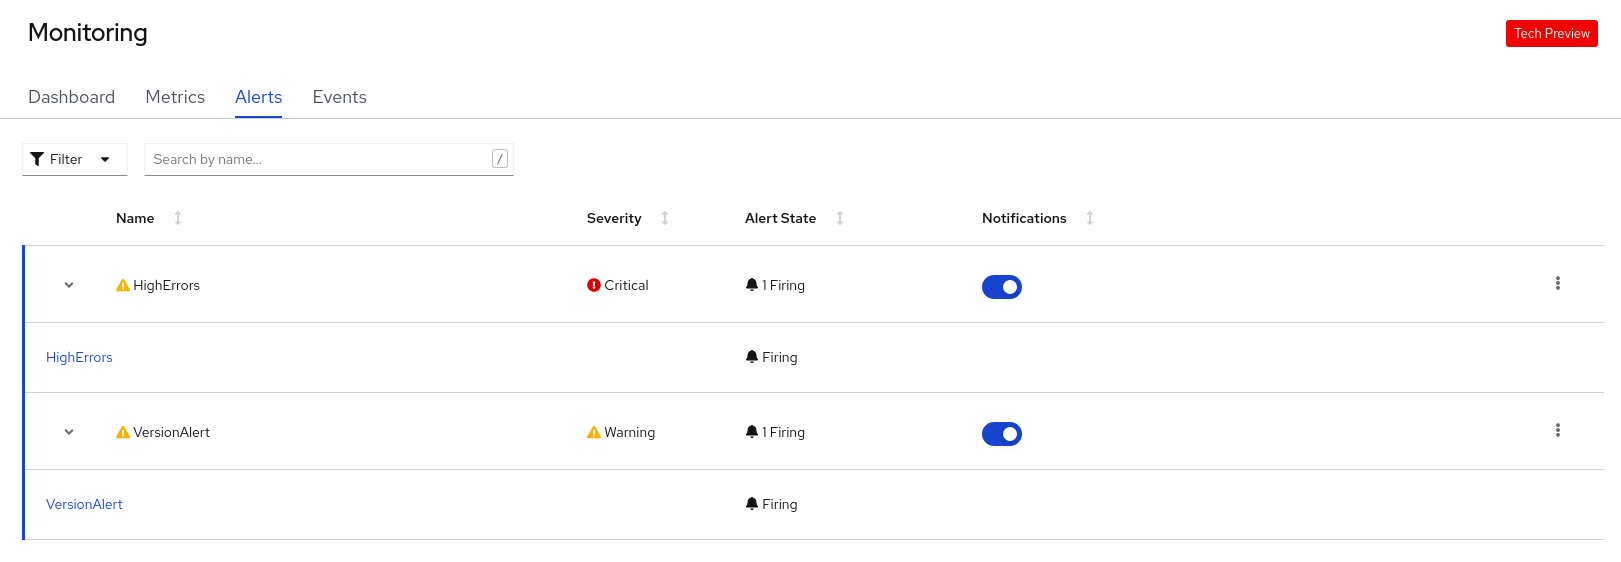 Monitoring
Tech Preview
Dashboard Metrics Alerts Events
Filter Search by name... /
Name Severity Alert State Notifications
HighErrors Critical 1 Firing
HighErrors Firing
VersionAlert Warning 1 Firing
VersionAlert Firing